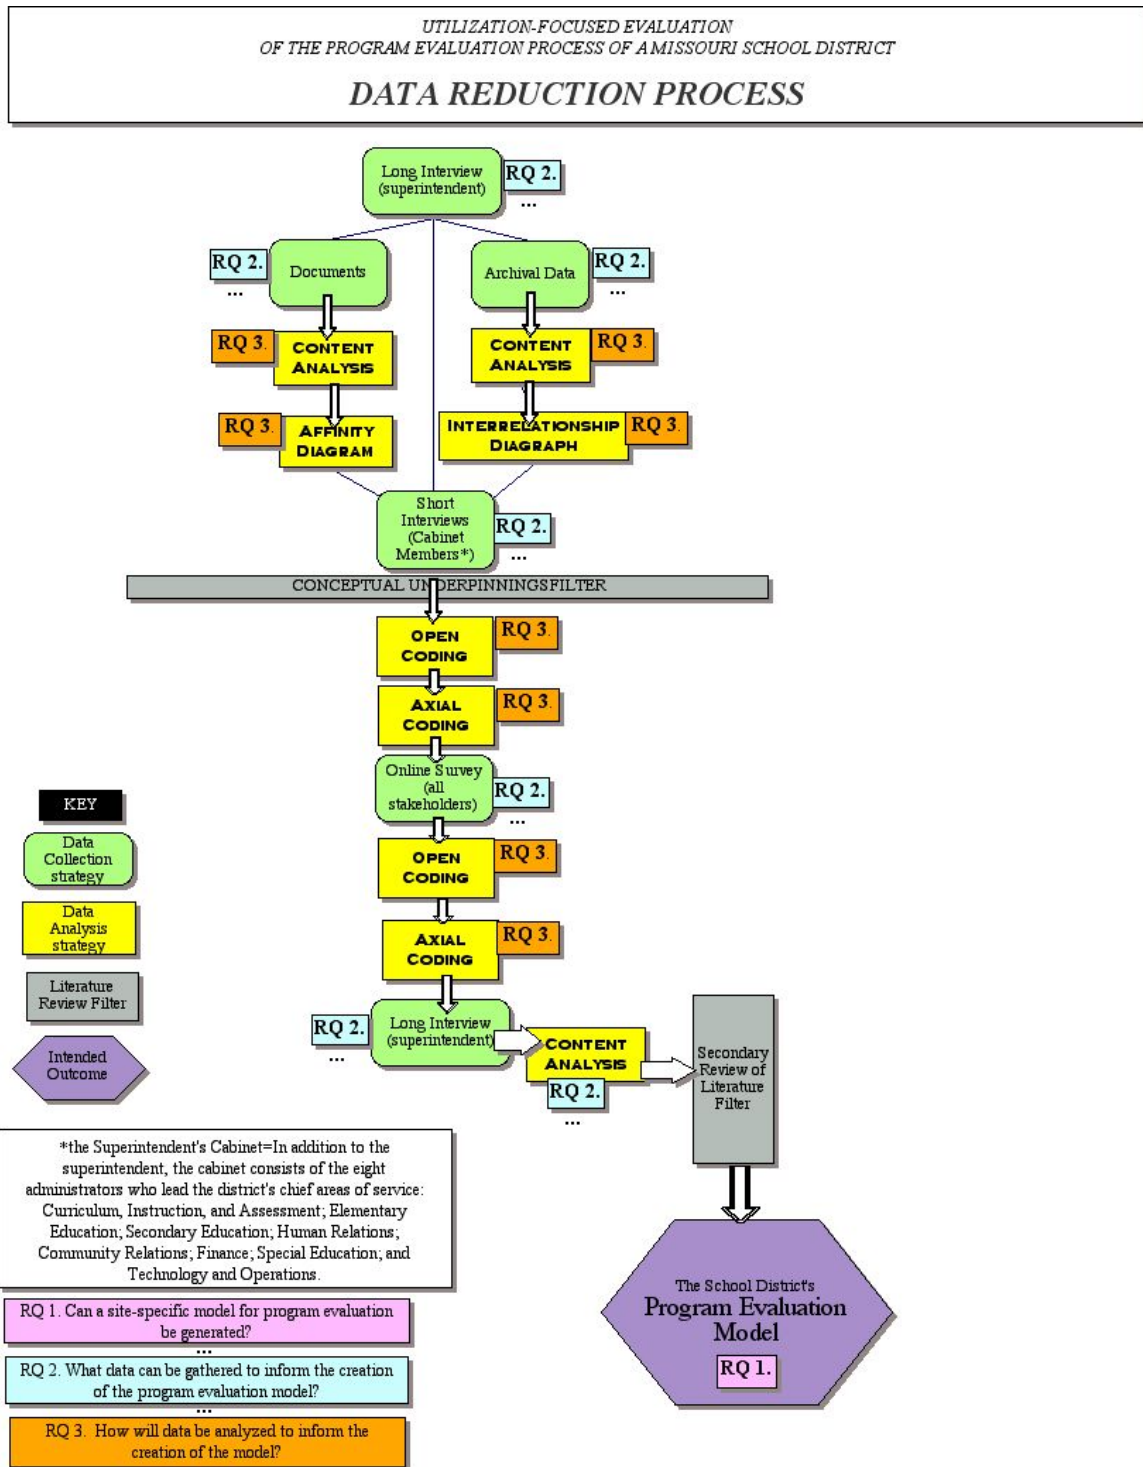 UTILIZATION-FOCUSED EVALUATION
OF THE PROGRAM EVALUATION PROCESS OF A MISSOURI SCHOOL DISTRICT
DATA REDUCTION PROCESS
Long Interview
(superintendent)
RQ 2.
...
RQ 2.
...
Documents
Archival Data
RQ 2.
...
RQ 3.
CONTENT
ANALYSIS
CONTENT
ANALYSIS
RQ 3.
RQ 3.
AFFINITY
DIAGRAM
INTERRELATIONSHIP
DIAGRAPH
RQ 3.
Short
Interviews
(Cabinet
Members*)
RQ 2.
...
CONCEPTUAL UNDERPINNINGSFILTER
OPEN
CODING
RQ 3.
AXIAL
CODING
RQ 3.
Online Survey
(all
stakeholders)
RQ 2.
...
OPEN
CODING
RQ 3.
AXIAL
CODING
RQ 3.
KEY
Data
Collection
strategy
Data
Analysis
strategy
Literature
Review Filter
Intended
Outcome
RQ 2.
...
Long Interview
(superintendent)
CONTENT
ANALYSIS
RQ 2.
...
Secondary
Review of
Literature
Filter
*the Superintendent's Cabinet=In addition to the
superintendent, the cabinet consists of the eight
administrators who lead the district's chief areas of service:
Curriculum, Instruction, and Assessment; Elementary
Education; Secondary Education; Human Relations;
Community Relations; Finance; Special Education; and
Technology and Operations.
The School District's
Program Evaluation
Model
RQ 1.
RQ 1. Can a site-specific model for program evaluation
be generated?
...
RQ 2. What data can be gathered to inform the creation
of the program evaluation model?
...
RQ 3. How will data be analyzed to inform the
creation of the model?